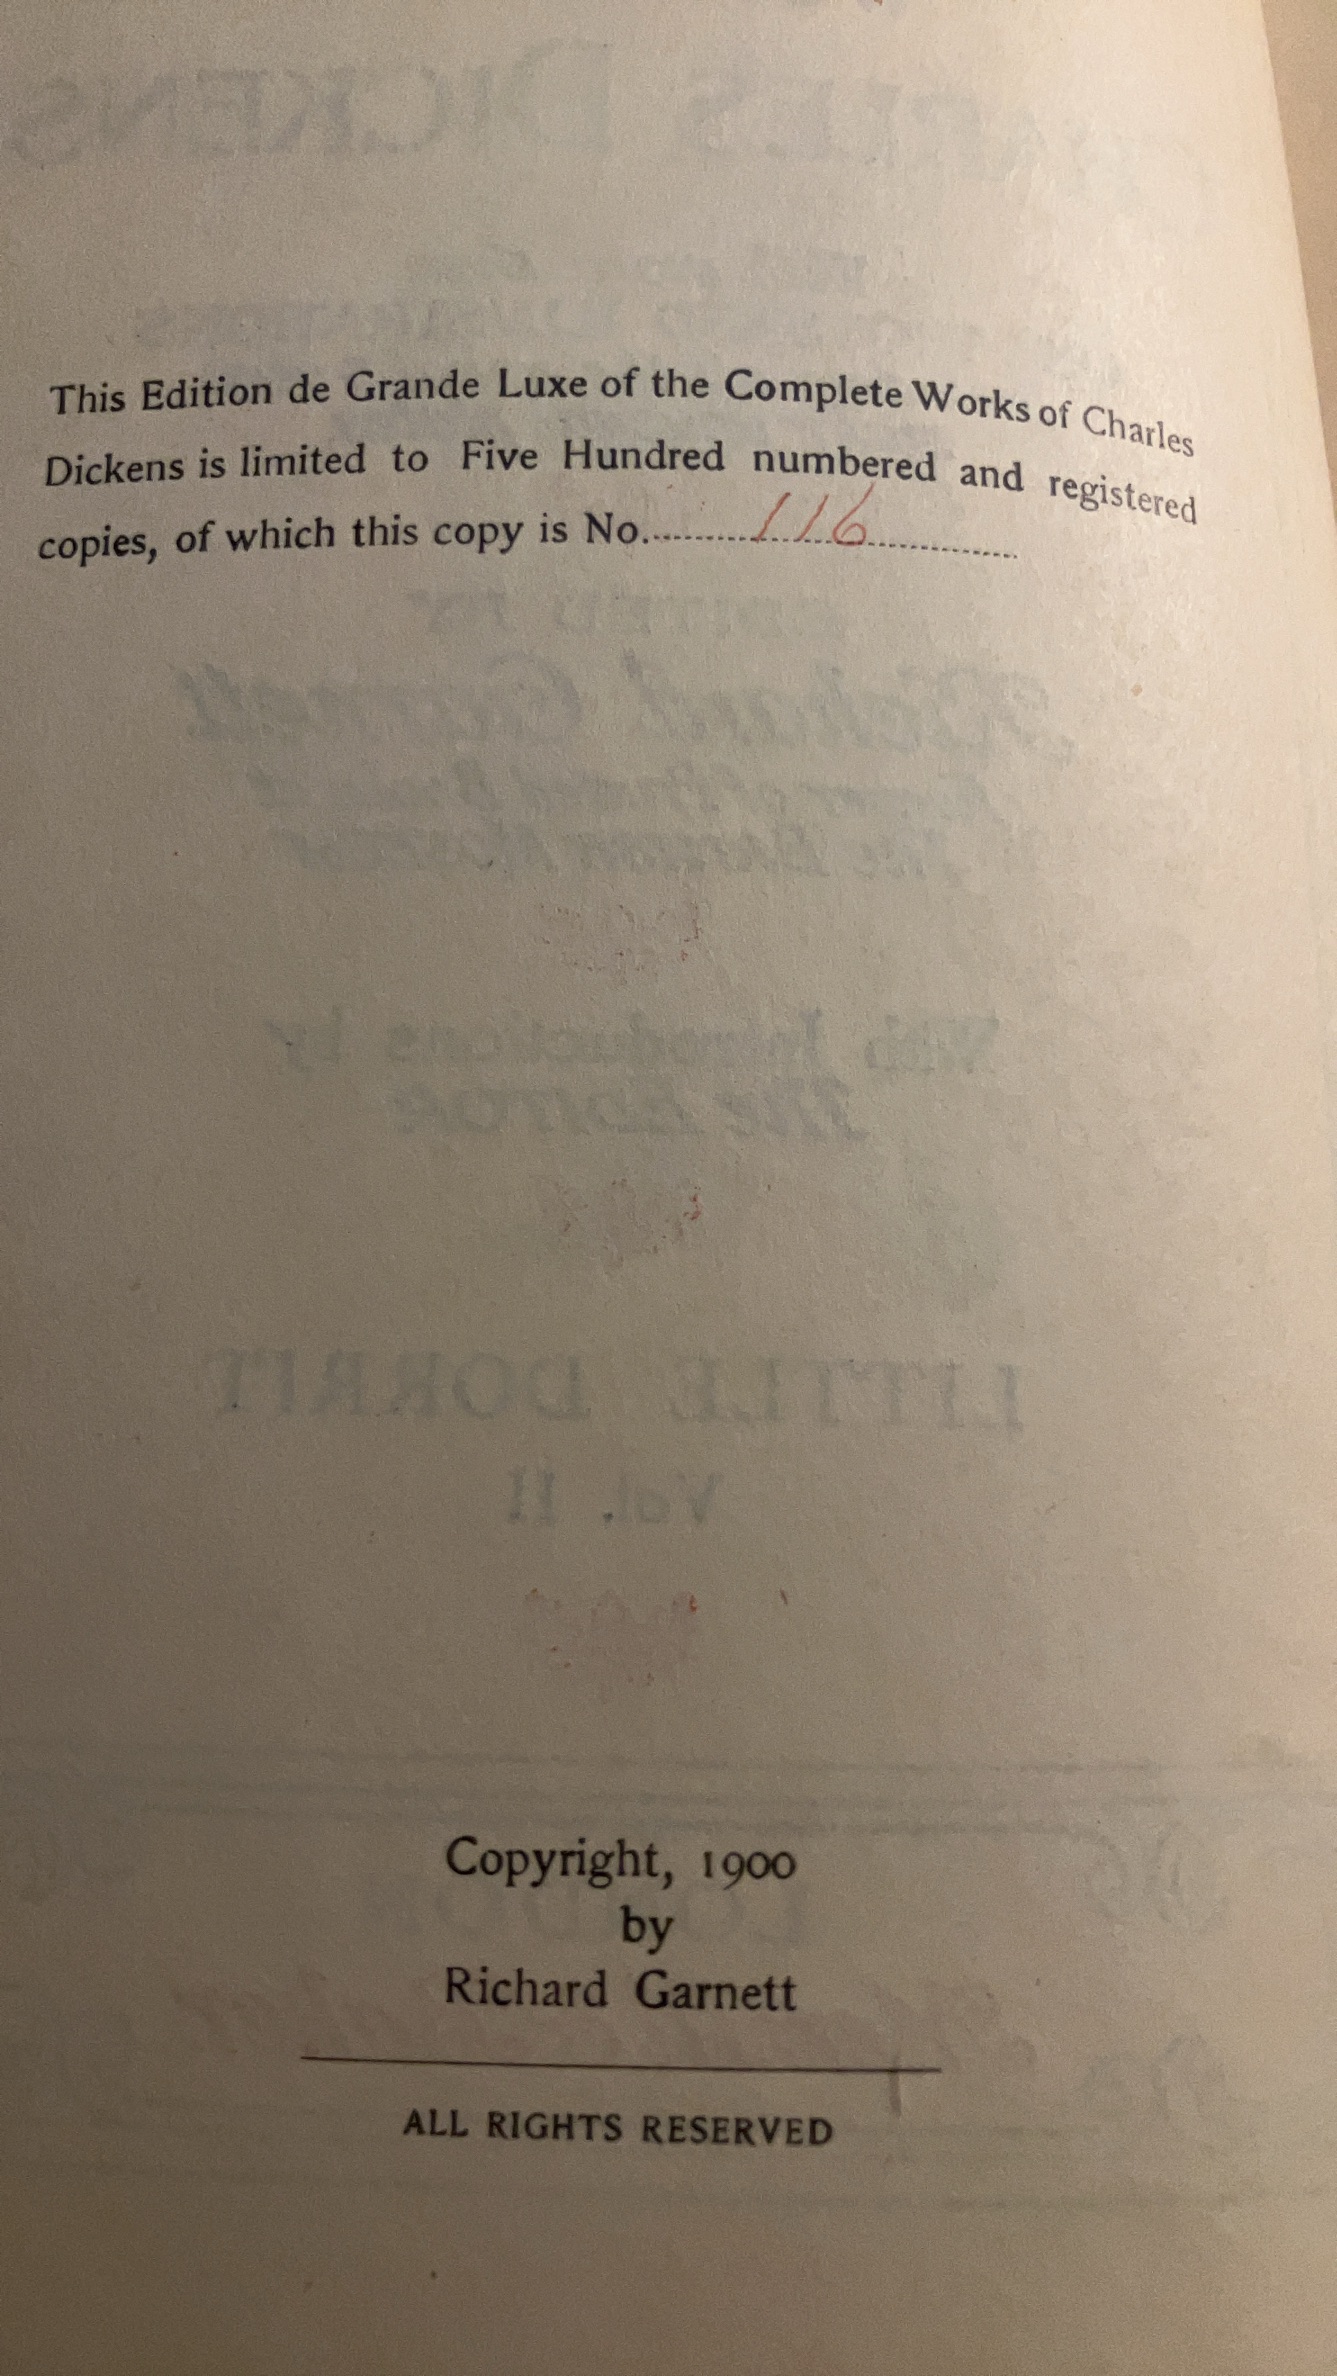 This Edition de Grande Luxe of the Complete Works of Charles
Dickens is limited to Five Hundred numbered and registered
copies, of which this copy is No. 116
Copyright, 1900
by
Richard Garnett
ALL RIGHTS RESERVED